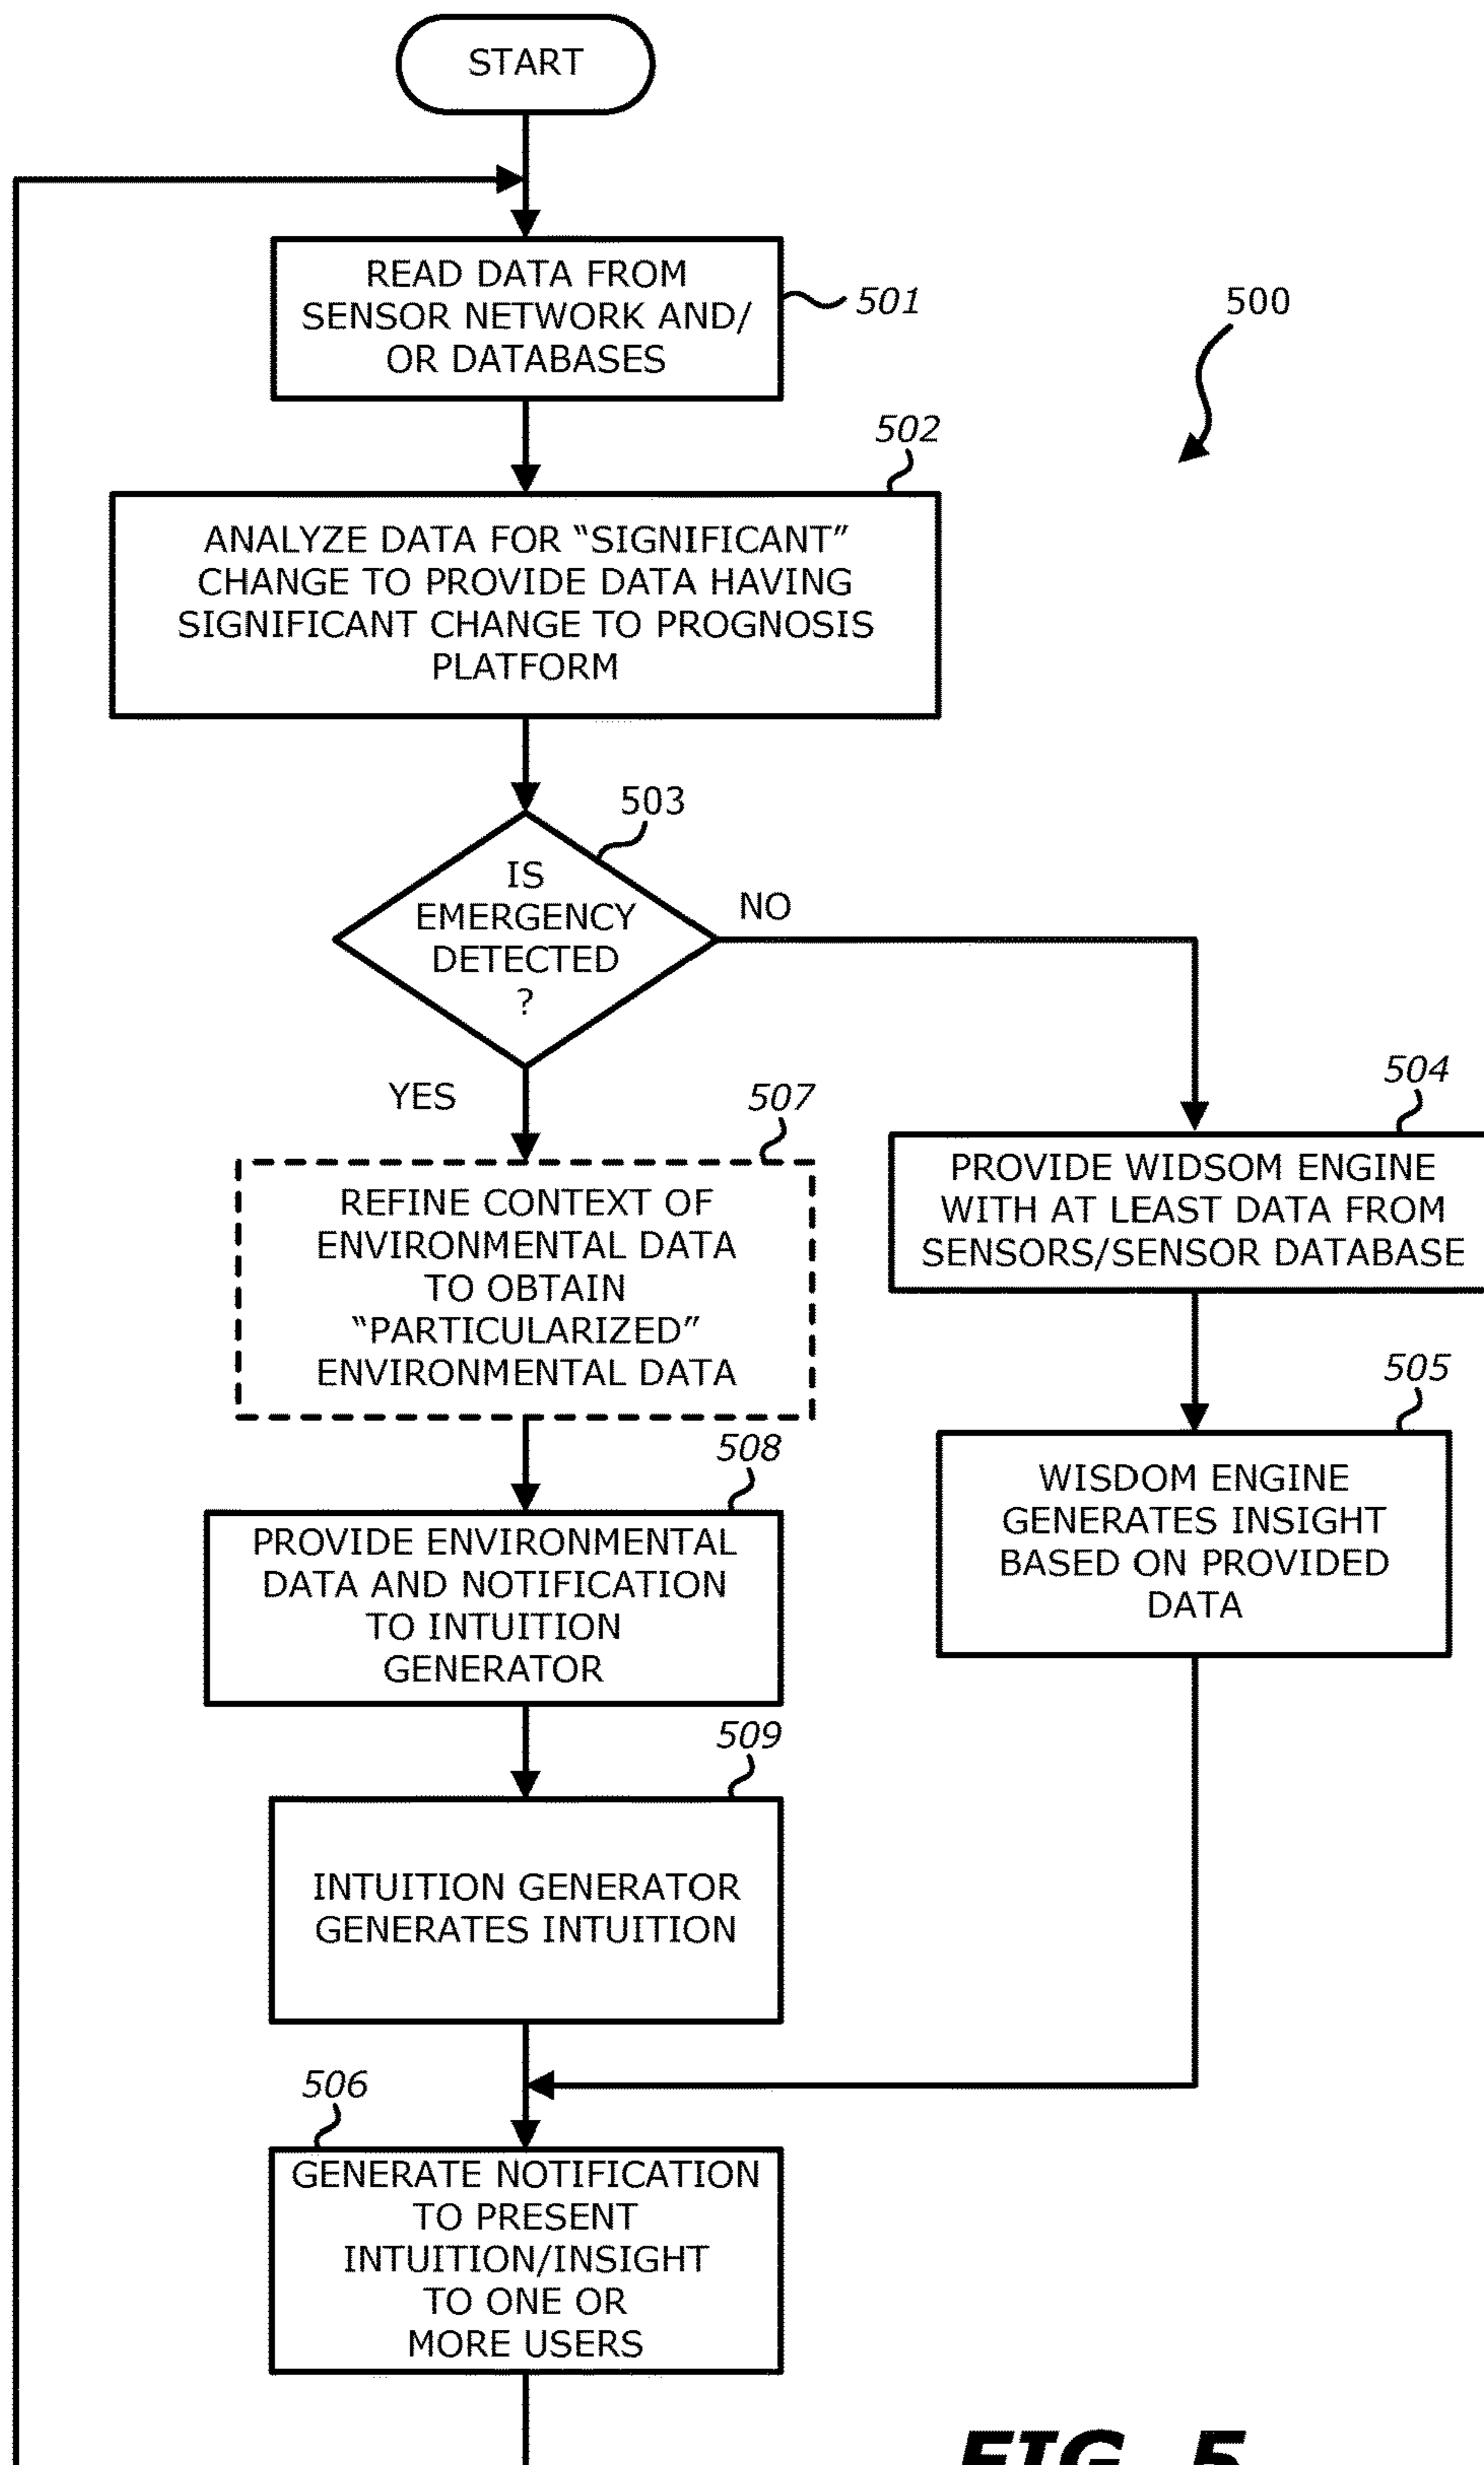 START
READ DATA FROM
SENSOR NETWORK AND/
OR DATABASES
501
500
502
ANALYZE DATA FOR “SIGNIFICANT”
CHANGE TO PROVIDE DATA HAVING
SIGNIFICANT CHANGE TO PROGNOSIS
PLATFORM
503
IS
EMERGENCY
DETECTED
?
NO
YES
507
REFINE CONTEXT OF
ENVIRONMENTAL DATA
TO OBTAIN
“PARTICULARIZED”
ENVIRONMENTAL DATA
504
PROVIDE WIDSOM ENGINE
WITH AT LEAST DATA FROM
SENSORS/SENSOR DATABASE
505
WISDOM ENGINE
GENERATES INSIGHT
BASED ON PROVIDED
DATA
508
PROVIDE ENVIRONMENTAL
DATA AND NOTIFICATION
TO INTUITION
GENERATOR
509
INTUITION GENERATOR
GENERATES INTUITION
506
GENERATE NOTIFICATION
TO PRESENT
INTUITION/INSIGHT
TO ONE OR
MORE USERS
FIG. 5